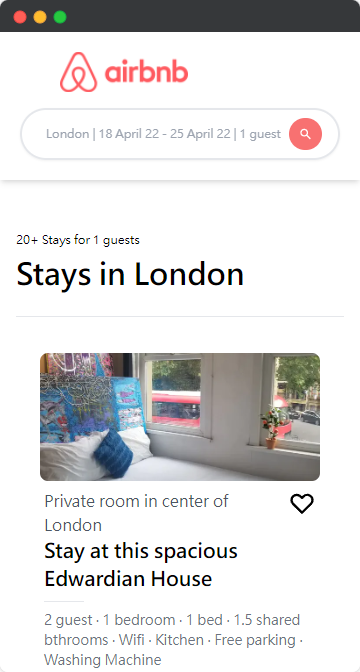 airbnb
London | 18 April 22 - 25 April 22 | 1 guest
20+ Stays for 1 guests
Stays in London
Private room in center of
London
Stay at this spacious
Edwardian House
2 guest · 1 bedroom · 1 bed · 1.5 shared
bthrooms · Wifi · Kitchen · Free parking ·
Washing Machine